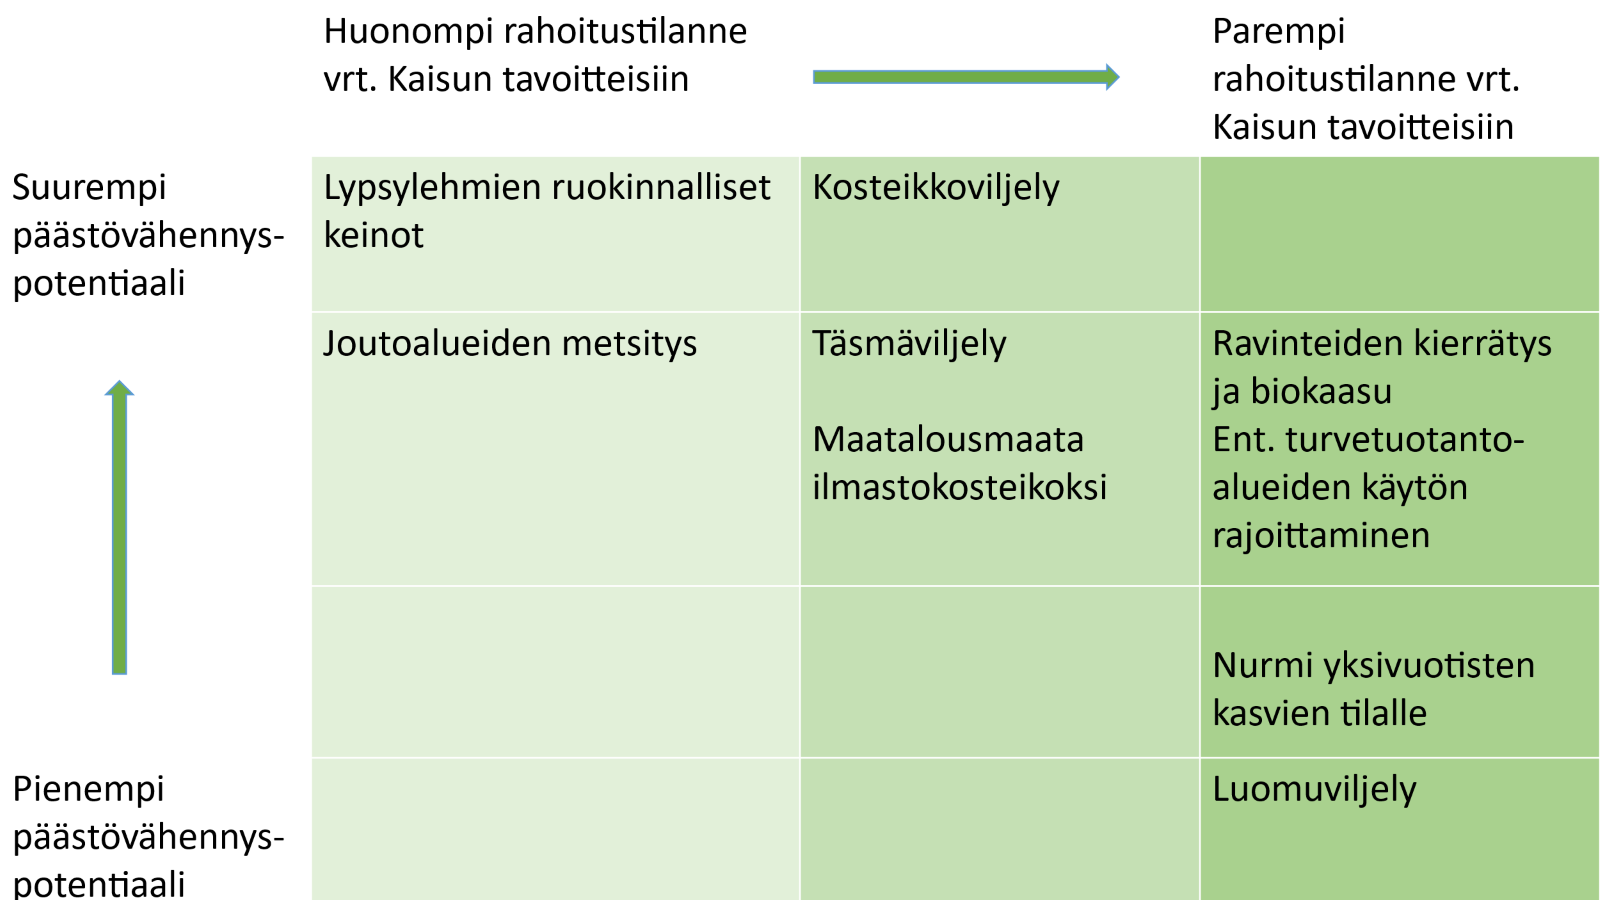 Huonompi rahoitustilanne
vrt. Kaisun tavoitteisiin
Parempi
rahoitustilanne vrt.
Kaisun tavoitteisiin
Suurempi
päästövähennys-
potentiaali
Lypsylehmien ruokinnalliset
keinot
Kosteikkoviljely
Joutoalueiden metsitys
Täsmäviljely
Maatalousmaata
ilmastokosteikoksi
Ravinteiden kierrätys
ja biokaasu
Ent. turvetuotanto-
alueiden käytön
rajoittaminen
Nurmi yksivuotisten
kasvien tilalle
Pienempi
päästövähennys-
potentiaali
Luomuviljely